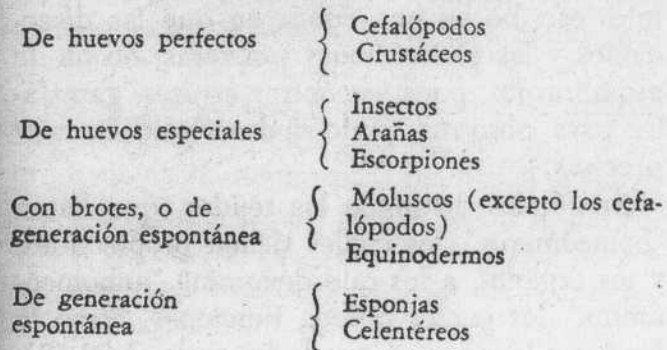 De huevos perfectos { Cefalópodos
Crustáceos
De huevos especiales { Insectos
Arañas
Escorpiones
Con brotes, o de
generación espontánea { Moluscos (excepto los cefa-
lópodos)
Equinodermos
De generación
espontánea { Esponjas
Celentéreos